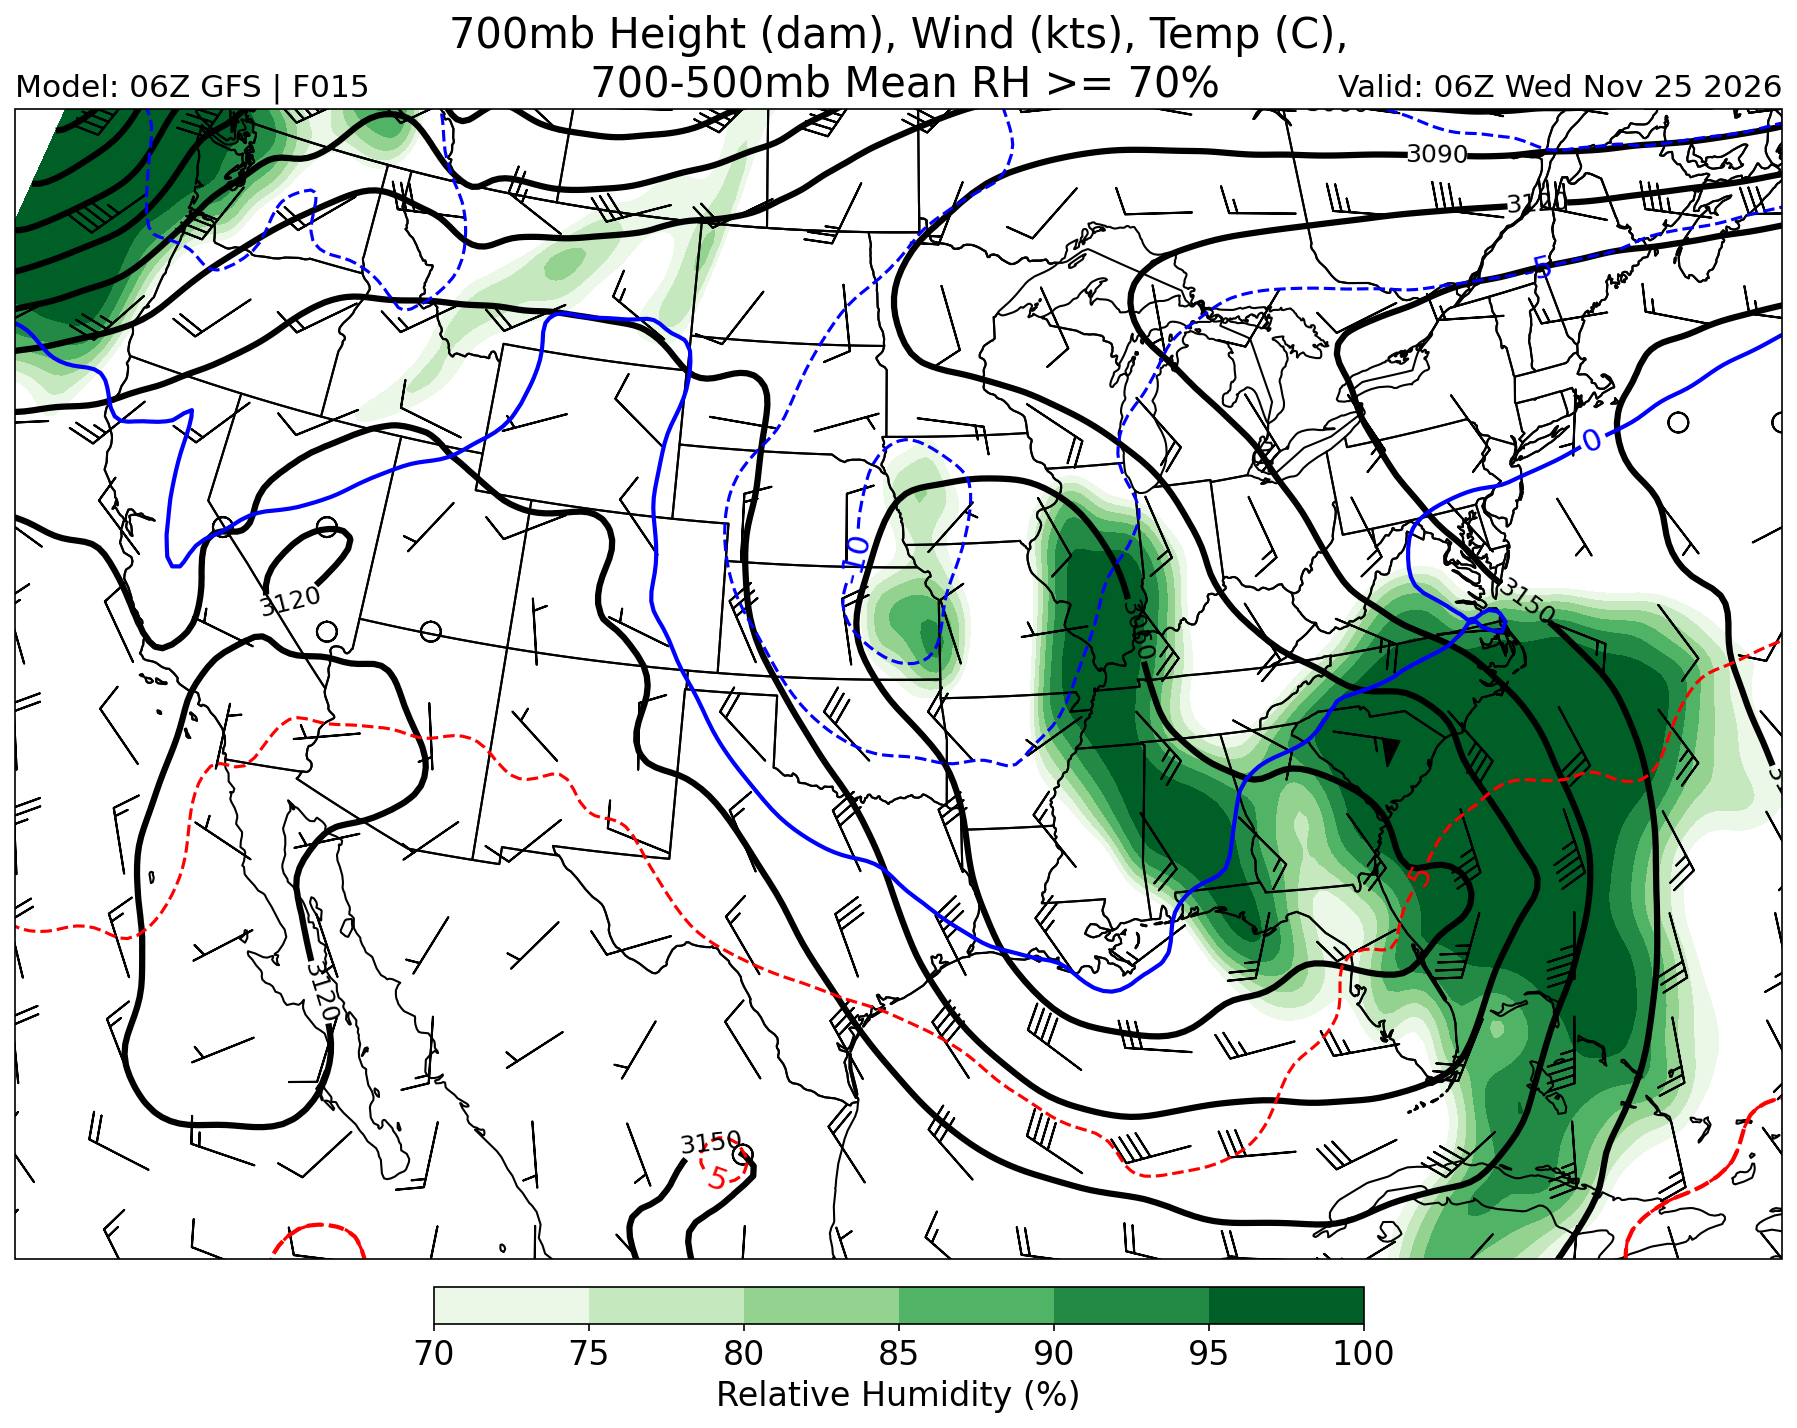 700mb Height (dam), Wind (kts), Temp (C),
Model: 06Z GFS | F015
700-500mb Mean RH >= 70%
Valid: 06Z Wed Nov 25 2026
3090
3120
-5
0
-10
3120
3060
3150
5
3120
3150
5
70 75 80 85 90 95 100
Relative Humidity (%)